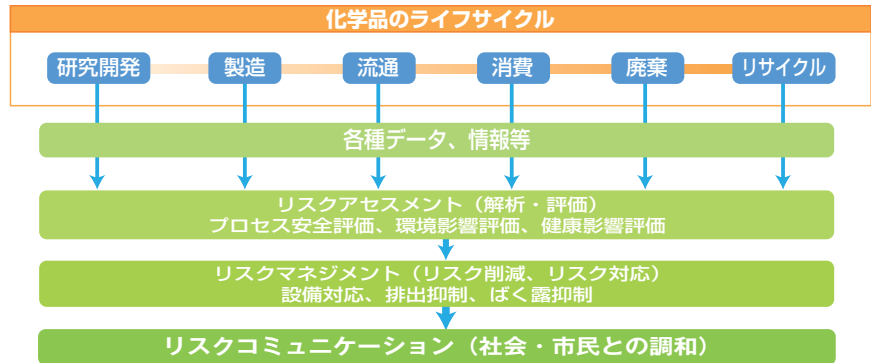 化学品のライフサイクル
研究開発 製造 流通 消費 廃棄 リサイクル
各種データ、情報等
リスクアセスメント（解析・評価）
プロセス安全評価、環境影響評価、健康影響評価
リスクマネジメント（リスク削減、リスク対応）
設備対応、排出抑制、ばく露抑制
リスクコミュニケーション（社会・市民との調和）